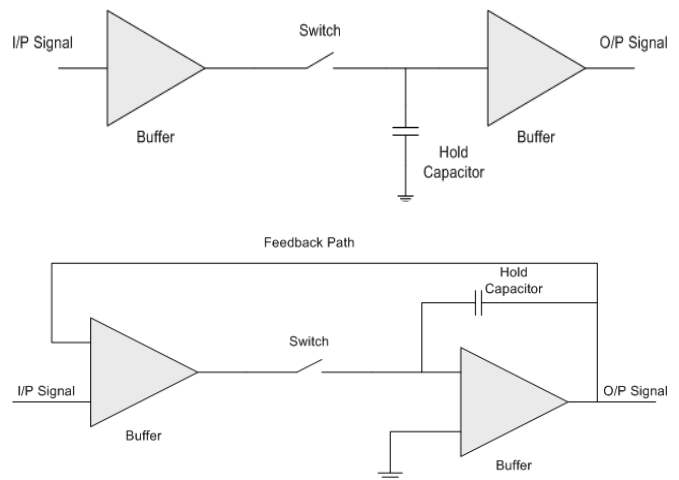 Switch
I/P Signal
O/P Signal
Buffer
Buffer
Hold
Capacitor
Feedback Path
Hold
Capacitor
Switch
I/P Signal
O/P Signal
Buffer
Buffer